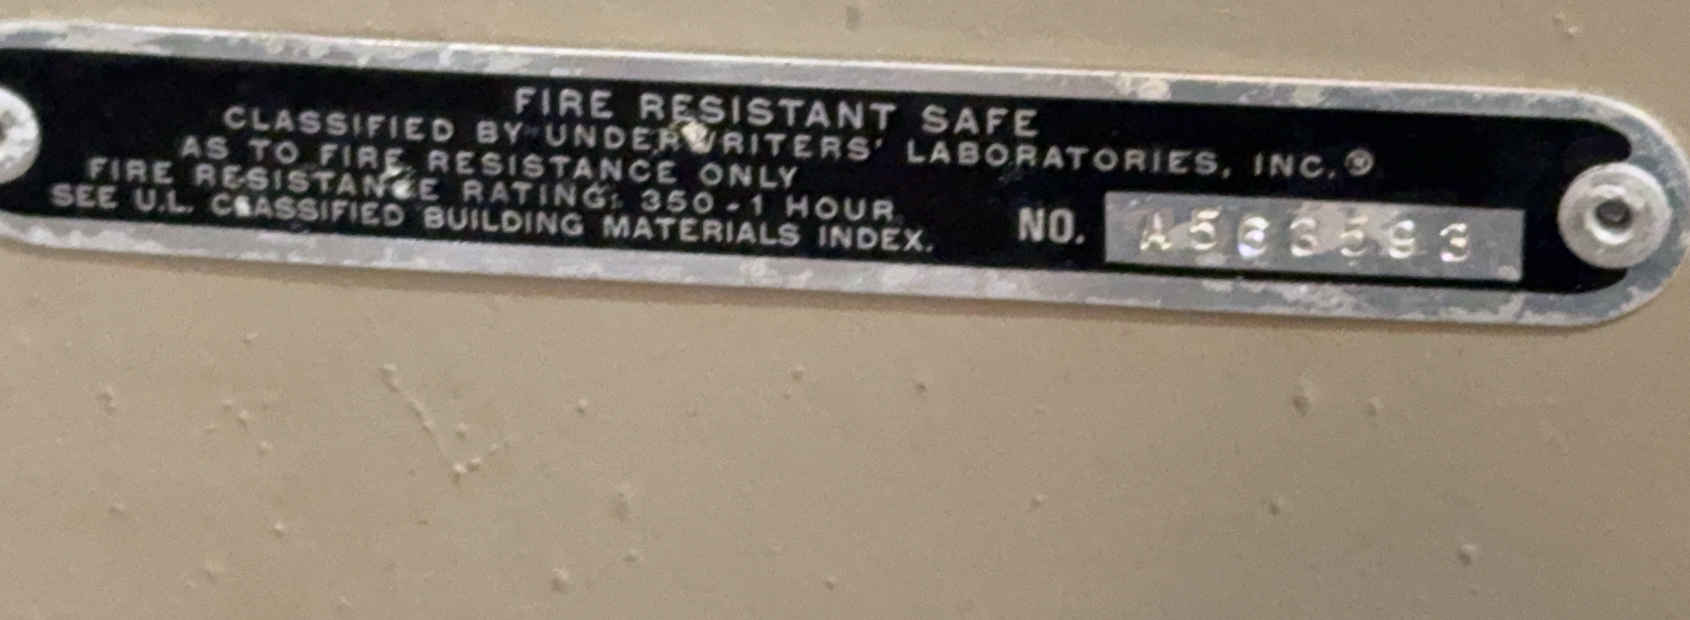 FIRE RESISTANT SAFE
CLASSIFIED BY UNDERWRITERS' LABORATORIES, INC.®
AS TO FIRE RESISTANCE ONLY
FIRE RESISTANCE RATING: 350-1 HOUR
SEE U.L. CLASSIFIED BUILDING MATERIALS INDEX.
NO.